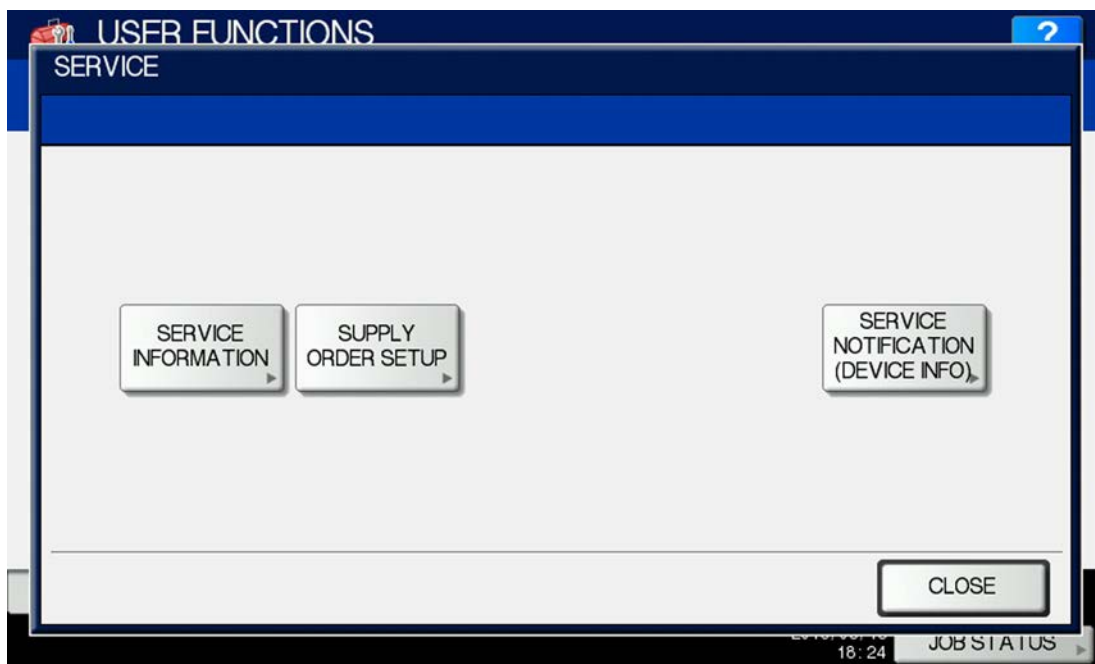 USER FUNCTIONS
?
SERVICE
SERVICE
INFORMATION
SUPPLY
ORDER SETUP
SERVICE
NOTIFICATION
(DEVICE INFO)
CLOSE
18:24
JOB STATUS